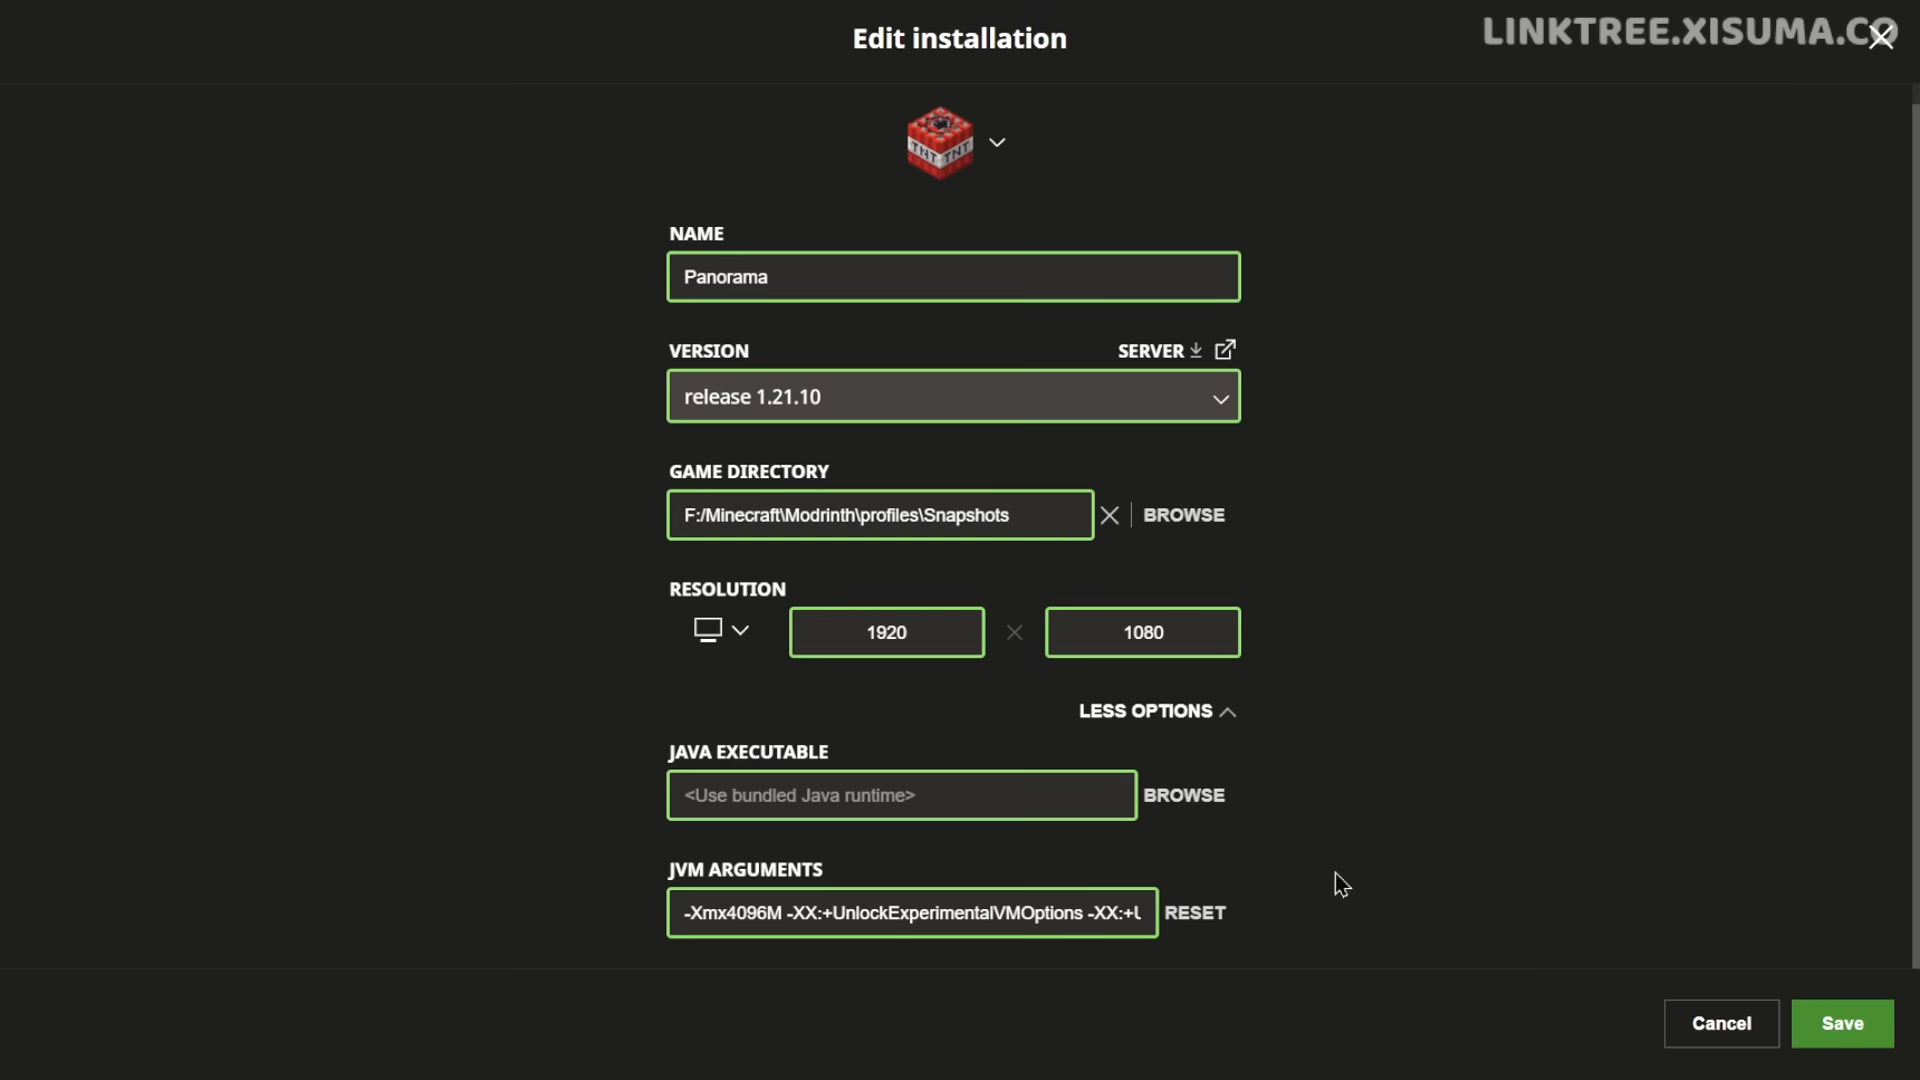 Edit installation
LINKTREE.XISUMA.CO
TNT TNT
NAME
Panorama
VERSION
SERVER
release 1.21.10
GAME DIRECTORY
F:/Minecraft\Modrinth\profiles\Snapshots
BROWSE
RESOLUTION
1920
1080
LESS OPTIONS
JAVA EXECUTABLE
<Use bundled Java runtime>
BROWSE
JVM ARGUMENTS
-Xmx4096M -XX:+UnlockExperimentalVMOptions -XX:+U
RESET
Cancel
Save